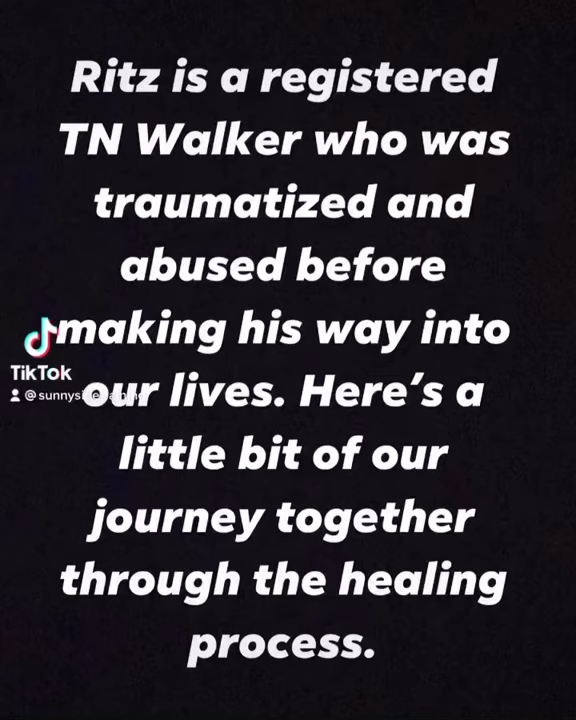 Ritz is a registered
TN Walker who was
traumatized and
abused before
making his way into
our lives. Here’s a
little bit of our
journey together
through the healing
process.
TikTok